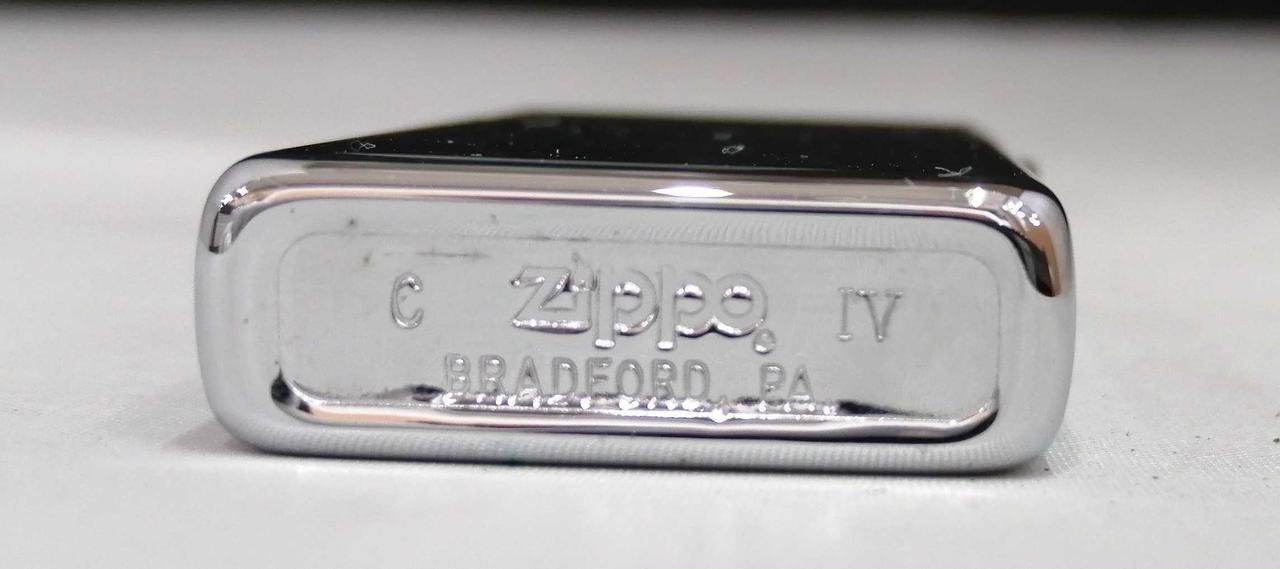 C Zippo IV
BRADFORD, PA.